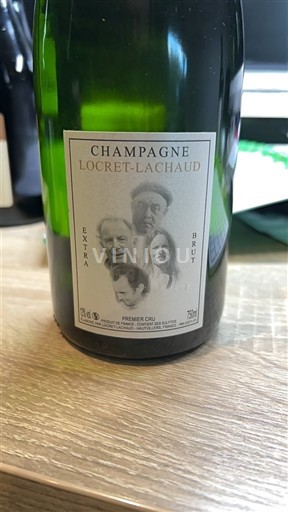 CHAMPAGNE
LOCRET-LACHAUD
EXTRA
BRUT
VINIOU
PREMIER CRU
750ml